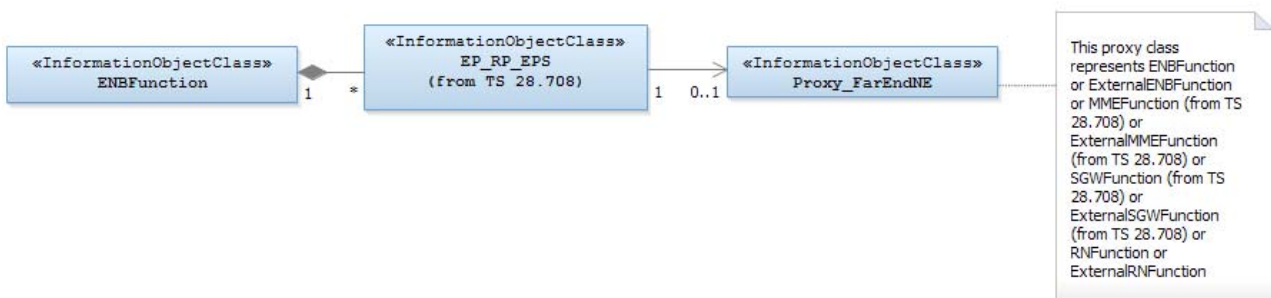 «InformationObjectClass»
ENBFunction
1
*
«InformationObjectClass»
EP_RP_EPS
(from TS 28.708)
1
0..1
«InformationObjectClass»
Proxy_FarEndNE
This proxy class
represents ENBFunction
or ExternalENBFunction
or MMEFunction (from TS
28.708) or
ExternalMMEFunction
(from TS 28.708) or
SGWFunction (from TS
28.708) or
ExternalSGWFunction
(from TS 28.708) or
RNFunction or
ExternalRNFunction